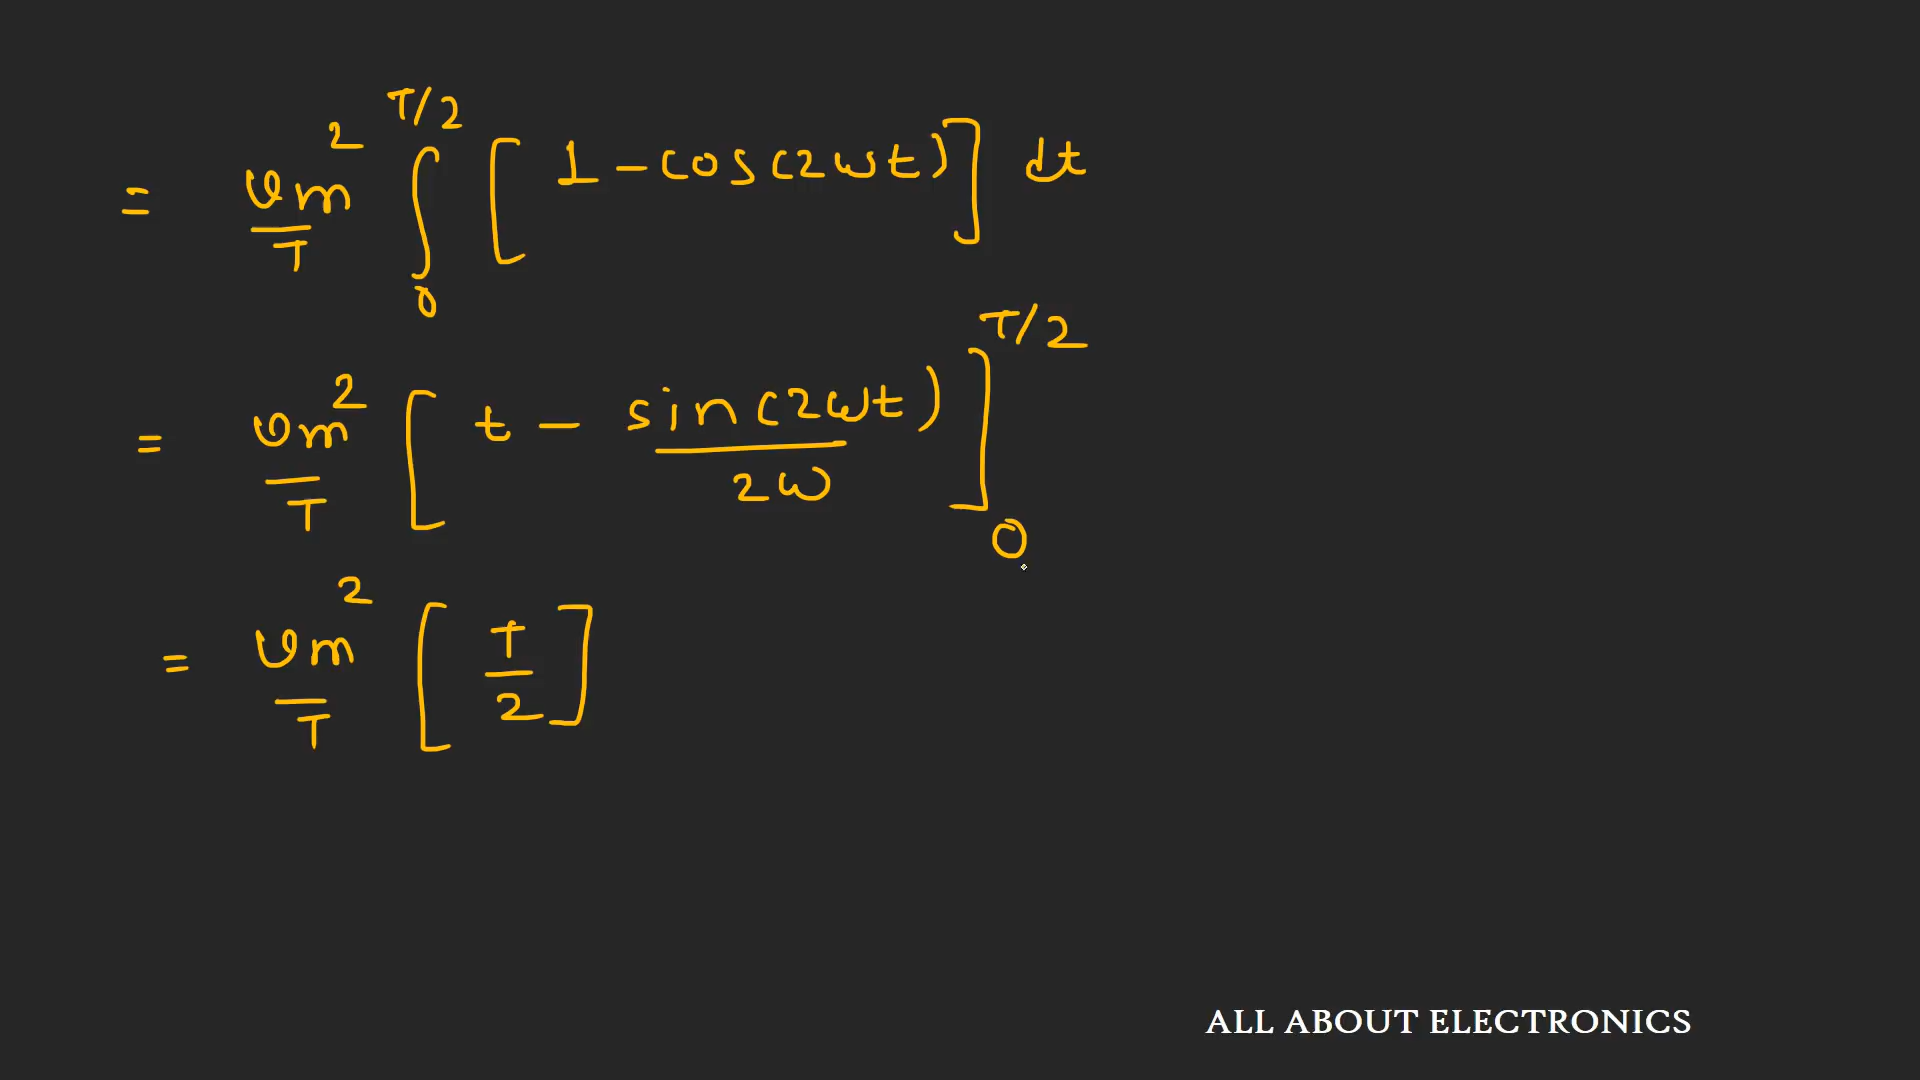 = Vm²/T ∫₀^(T/2) [1 - cos(2ωt)] dt
= Vm²/T [t - sin(2ωt)/2ω]₀^(T/2)
= Vm²/T [T/2]
ALL ABOUT ELECTRONICS